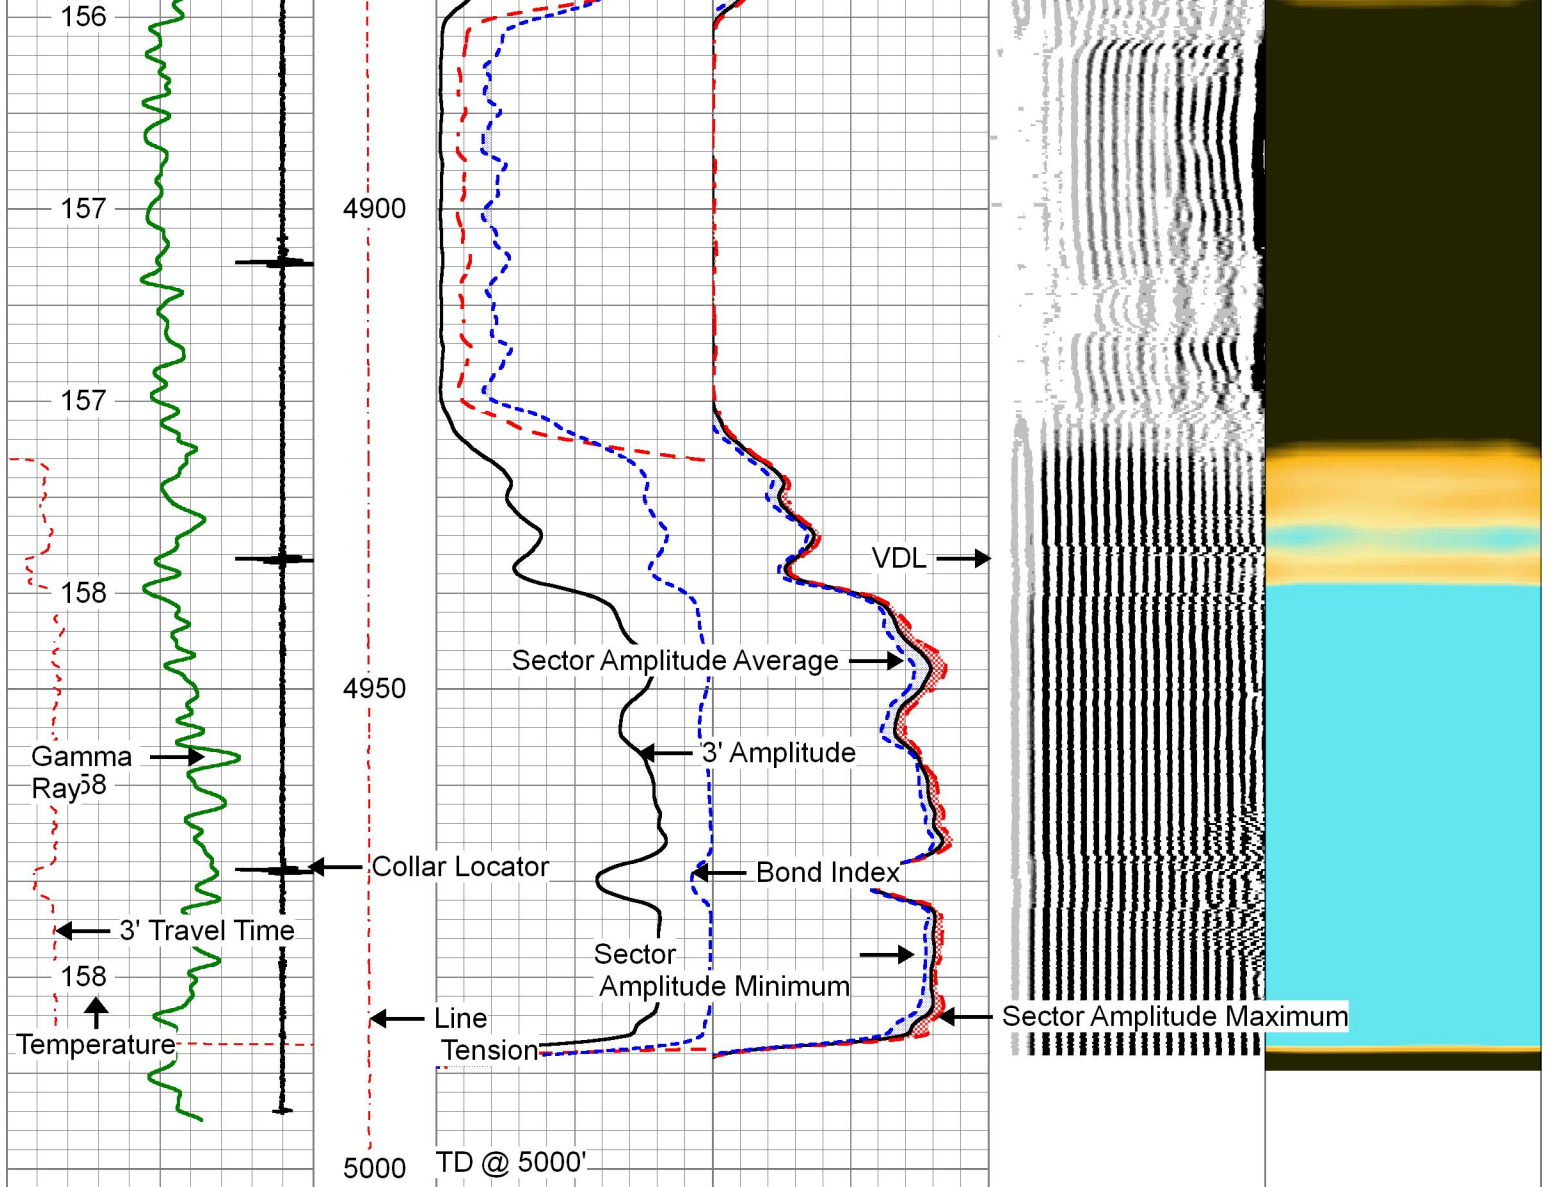 156
157
4900
157
VDL
158
Sector Amplitude Average
4950
3' Amplitude
Gamma
Ray
58
Collar Locator
Bond Index
3' Travel Time
Sector
158
Amplitude Minimum
Line
Sector Amplitude Maximum
Temperature
Tension
5000
TD @ 5000'